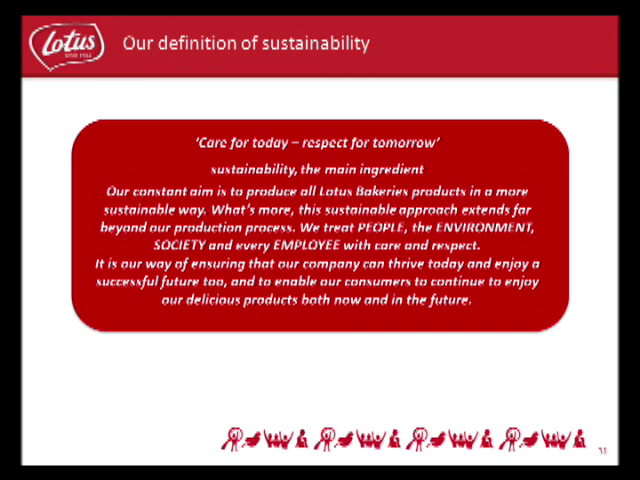 Lotus
Our definition of sustainability
‘Care for today – respect for tomorrow’
sustainability, the main ingredient
Our constant aim is to produce all Lotus Bakeries products in a more
sustainable way. What's more, this sustainable approach extends far
beyond our production process. We treat PEOPLE, the ENVIRONMENT,
SOCIETY and every EMPLOYEE with care and respect.
It is our way of ensuring that our company can thrive today and enjoy a
successful future too, and to enable our consumers to continue to enjoy
our delicious products both now and in the future.